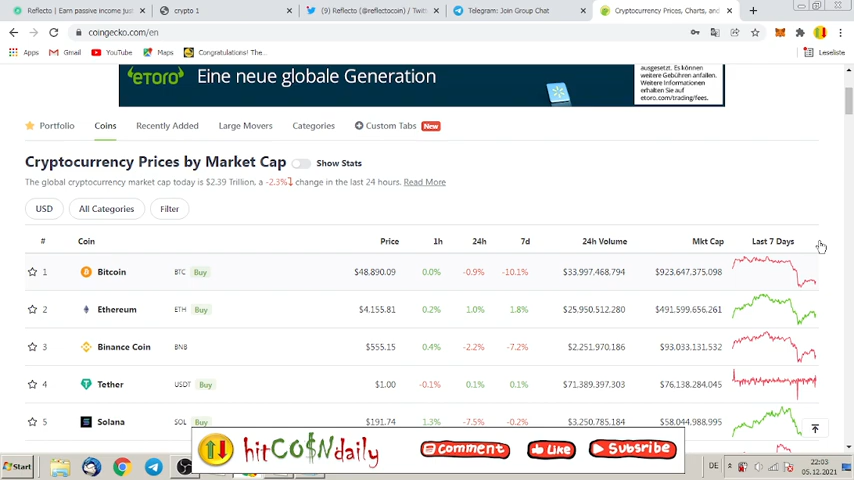 Reflecto | Earn passive income just
crypto 1
(9) Reflecto (@reflectocoin) / Twit
Telegram: Join Group Chat
Cryptocurrency Prices, Charts, an
coingecko.com/en
Apps
Gmail
YouTube
Maps
Congratulations! The...
Leseliste
etoro
Eine neue globale Generation
ausgesetzt. Es können
weitere Gebühren anfallen.
Weitere Informationen
erhalten Sie auf
etoro.com/trading/fees.
Portfolio
Coins
Recently Added
Large Movers
Categories
Custom Tabs
New
Cryptocurrency Prices by Market Cap
Show Stats
The global cryptocurrency market cap today is $2.39 Trillion, a -2.3% change in the last 24 hours. Read More
USD
All Categories
Filter
# Coin Price 1h 24h 7d 24h Volume Mkt Cap Last 7 Days
1 Bitcoin BTC Buy $48,890.09 0.0% -0.9% -10.1% $33.997.468.794 $923.647.375.098
2 Ethereum ETH Buy $4,155.81 0.2% 1.0% 1.8% $25.950.512.280 $491.599.656.261
3 Binance Coin BNB $555.15 0.4% -2.2% -7.2% $2.251.970.186 $93.033.131.532
4 Tether USDT Buy $1.00 -0.1% 0.1% 0.1% $71.389.397.303 $76.138.284.045
5 Solana SOL Buy $191.74 1.3% -7.5% -0.2% $3.250.785.184 $58.044.988.995
hitCO$Ndaily
Comment
Like
Subscribe
Start
DE
22:03
05.12.2021